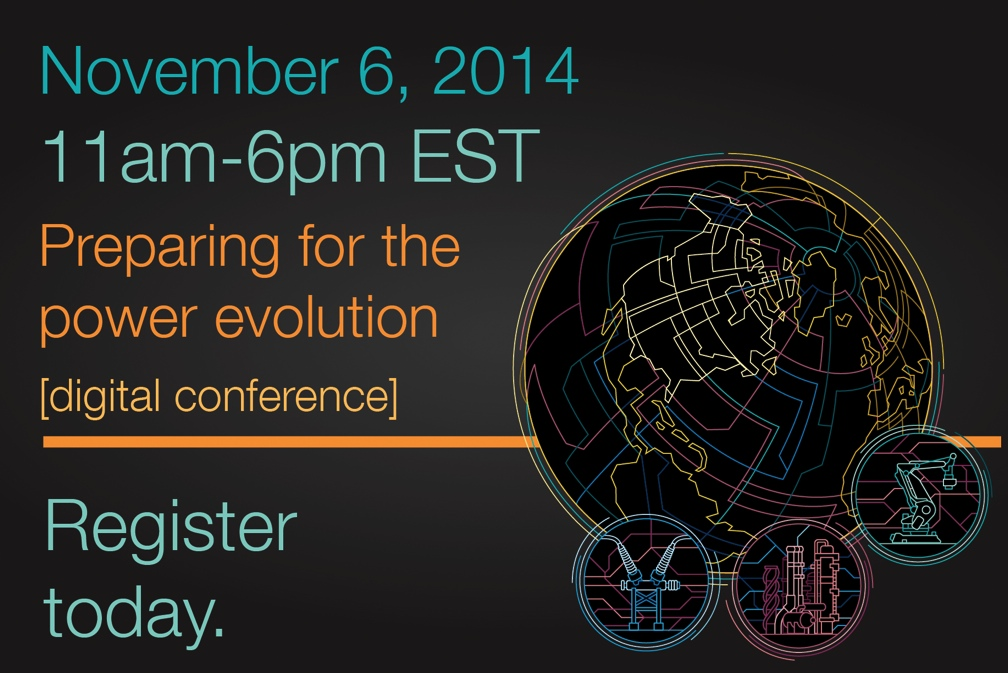 November 6, 2014
11am-6pm EST
Preparing for the
power evolution
[digital conference]
Register
today.